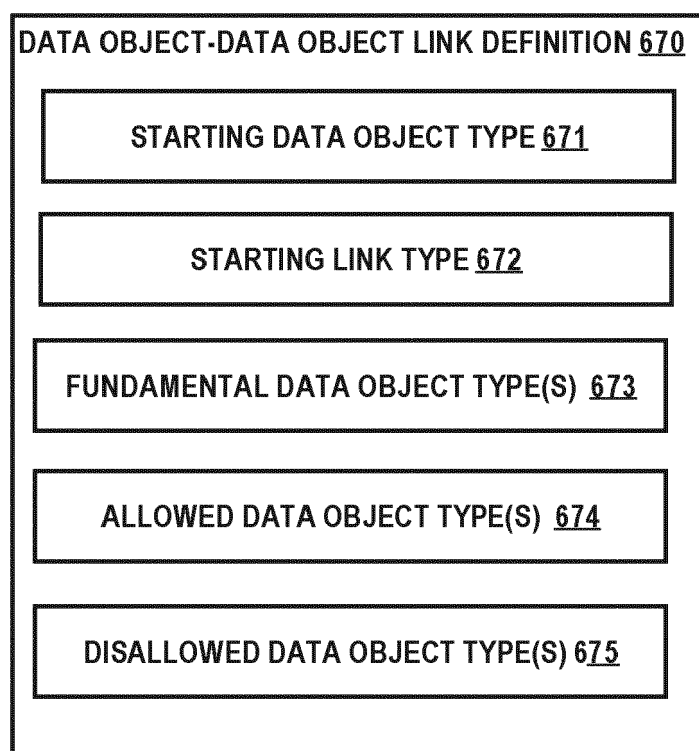 DATA OBJECT-DATA OBJECT LINK DEFINITION 670
STARTING DATA OBJECT TYPE 671
STARTING LINK TYPE 672
FUNDAMENTAL DATA OBJECT TYPE(S) 673
ALLOWED DATA OBJECT TYPE(S) 674
DISALLOWED DATA OBJECT TYPE(S) 675